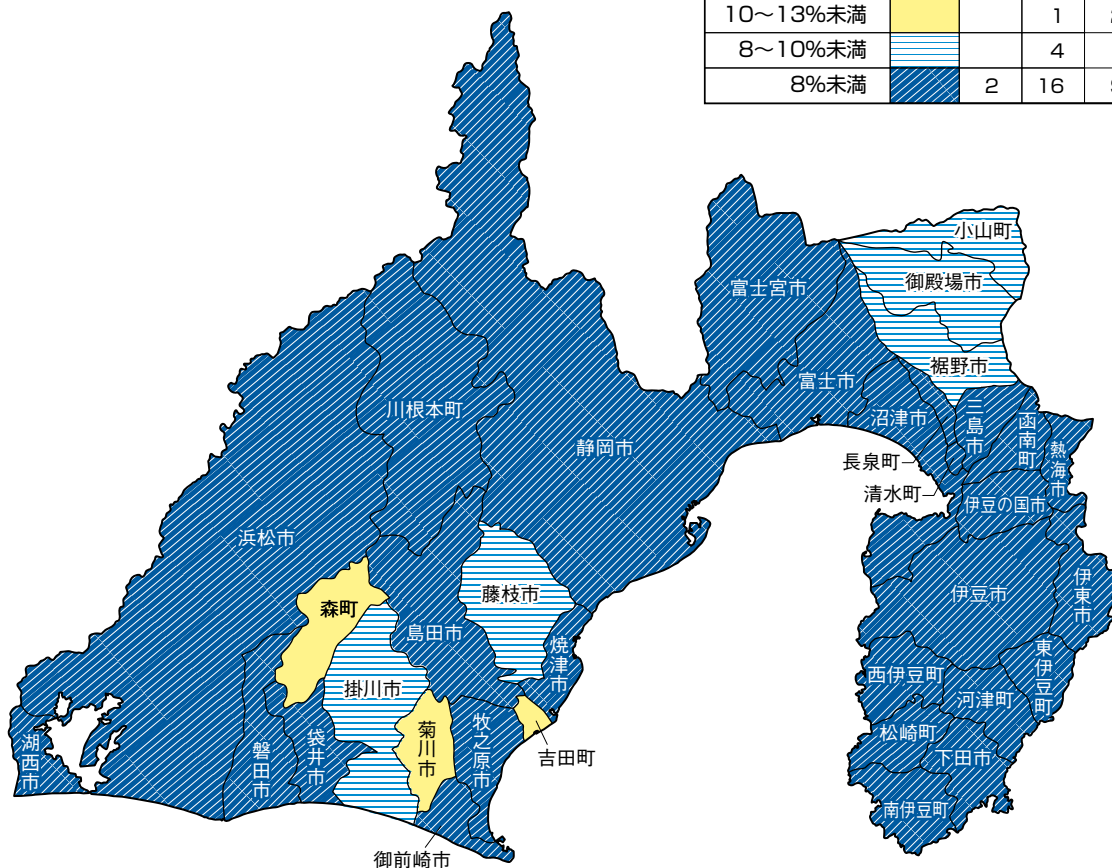 10～13%未満 1
8～10%未満 4
8%未満 2 16
小山町
御殿場市
富士宮市
裾野市
富士市
沼津市
三島市
函南町
熱海市
川根本町
静岡市
長泉町
清水町
伊豆の国市
浜松市
藤枝市
伊豆市
伊東市
森町
島田市
焼津市
東伊豆町
西伊豆町
掛川市
河津町
菊川市
牧之原市
松崎町
湖西市
磐田市
袋井市
吉田町
下田市
南伊豆町
御前崎市